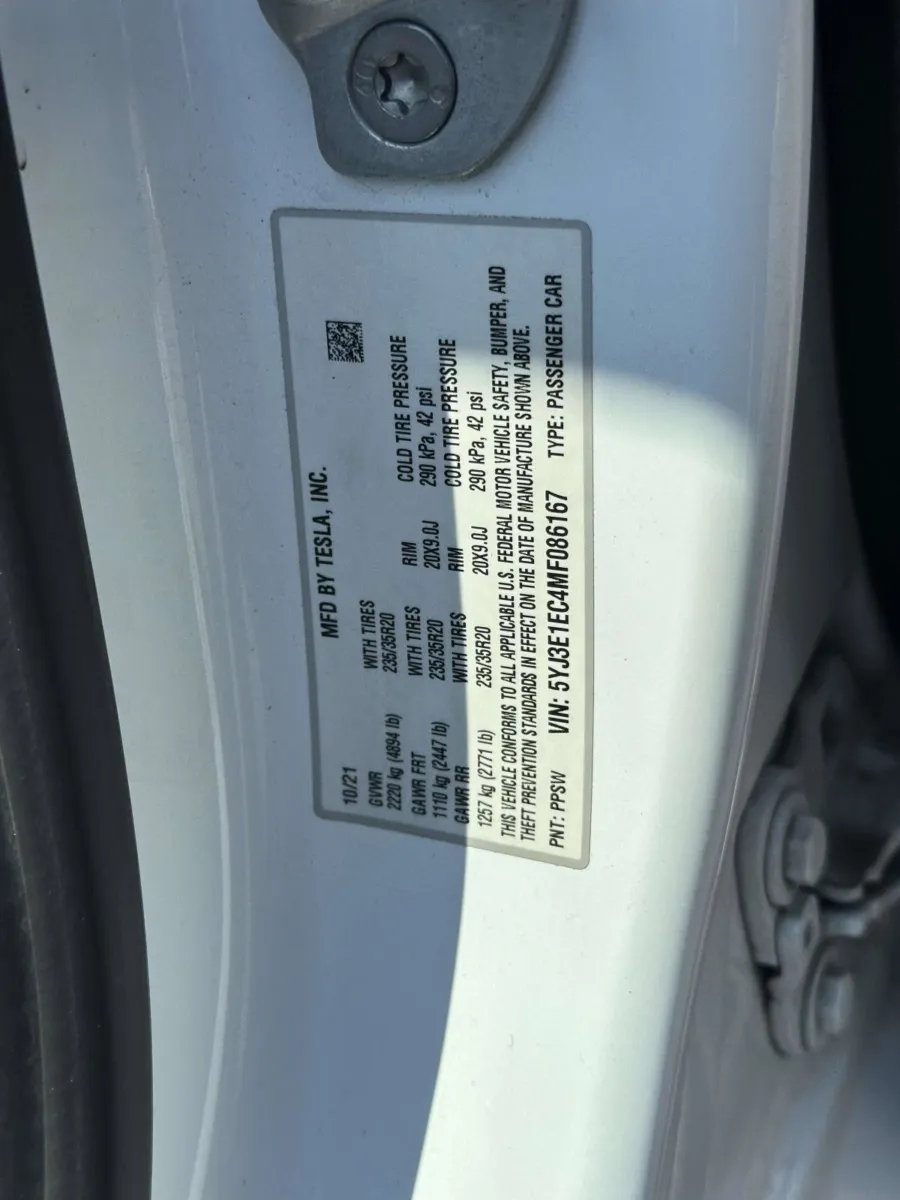 MFD BY TESLA, INC.
10/21
GVWR WITH TIRES COLD TIRE PRESSURE
2220 kg (4894 lb) 235/35R20 RIM 290 kPa, 42 psi
GAWR FRT WITH TIRES 20X9.0J COLD TIRE PRESSURE
1110 kg (2447 lb) 235/35R20 RIM 290 kPa, 42 psi
GAWR RR WITH TIRES 20X9.0J
1257 kg (2771 lb) 235/35R20
THIS VEHICLE CONFORMS TO ALL APPLICABLE U.S. FEDERAL MOTOR VEHICLE SAFETY, BUMPER, AND
THEFT PREVENTION STANDARDS IN EFFECT ON THE DATE OF MANUFACTURE SHOWN ABOVE.
PNT: PPSW VIN: 5YJ3E1EC4MF086167 TYPE: PASSENGER CAR